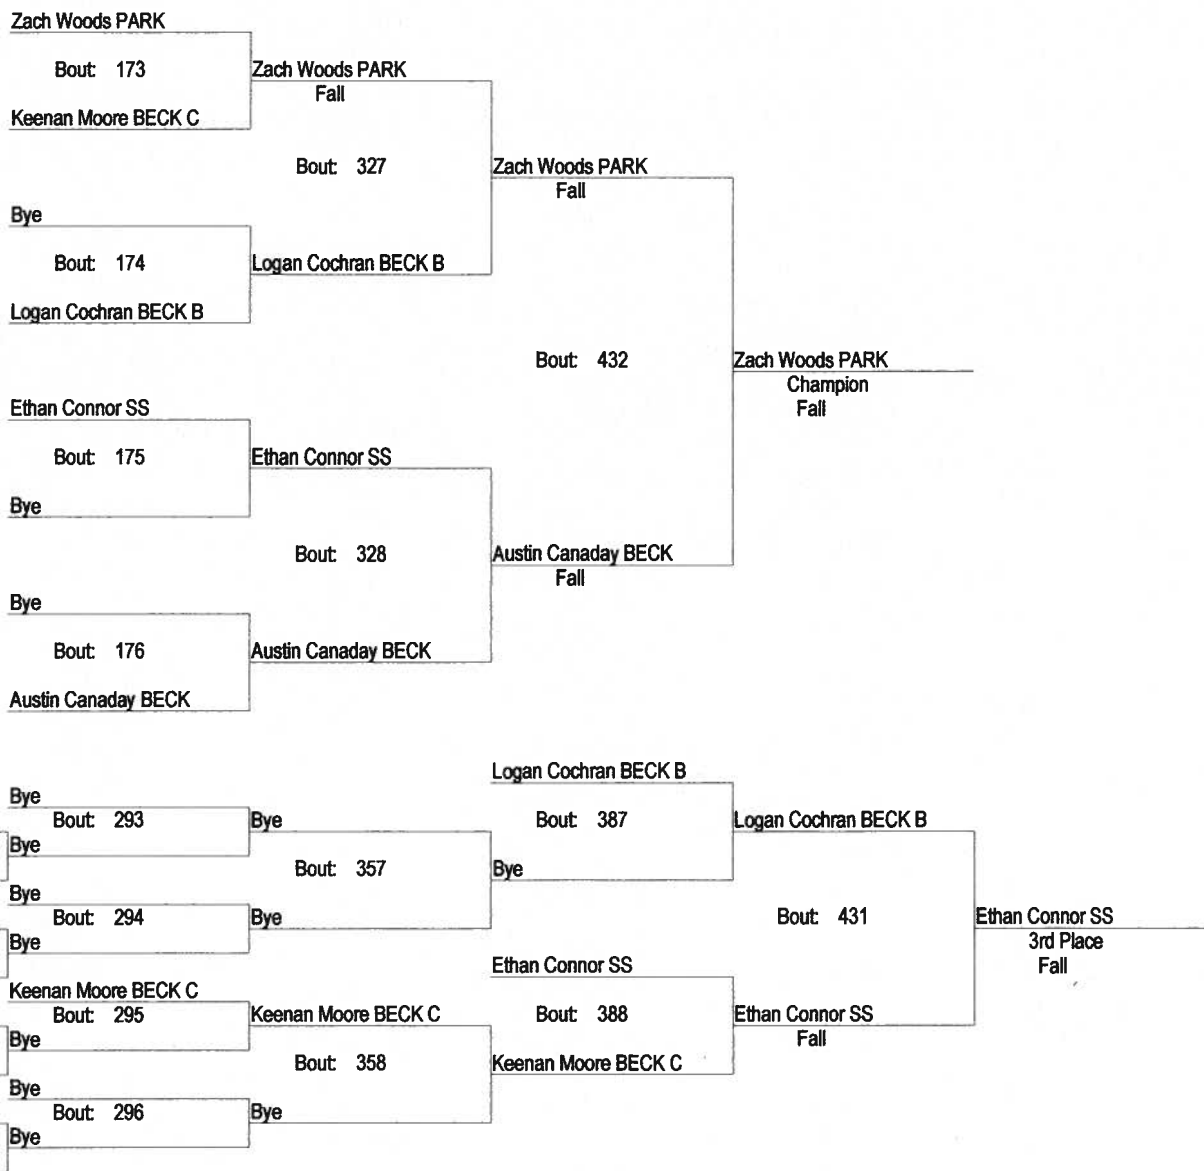 Zach Woods PARK
Bout: 173
Zach Woods PARK
Fall
Keenan Moore BECK C
Bout: 327
Zach Woods PARK
Fall
Bye
Bout: 174
Logan Cochran BECK B
Logan Cochran BECK B
Bout: 432
Zach Woods PARK
Champion
Fall
Ethan Connor SS
Bout: 175
Ethan Connor SS
Bye
Bout: 328
Austin Canaday BECK
Fall
Bye
Bout: 176
Austin Canaday BECK
Austin Canaday BECK
Logan Cochran BECK B
Bye
Bout: 293
Bye
Bout: 387
Logan Cochran BECK B
Bye
Bout: 357
Bye
Bye
Bout: 294
Bye
Bout: 431
Ethan Connor SS
3rd Place
Fall
Bye
Ethan Connor SS
Keenan Moore BECK C
Bout: 295
Keenan Moore BECK C
Bout: 388
Ethan Connor SS
Fall
Bye
Bout: 358
Keenan Moore BECK C
Bye
Bout: 296
Bye
Bye